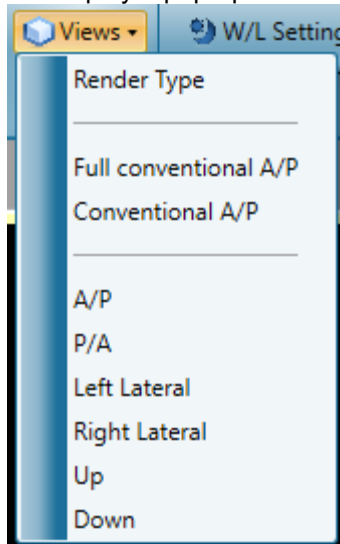 Views
W/L Setting
Render Type
Full conventional A/P
Conventional A/P
A/P
P/A
Left Lateral
Right Lateral
Up
Down